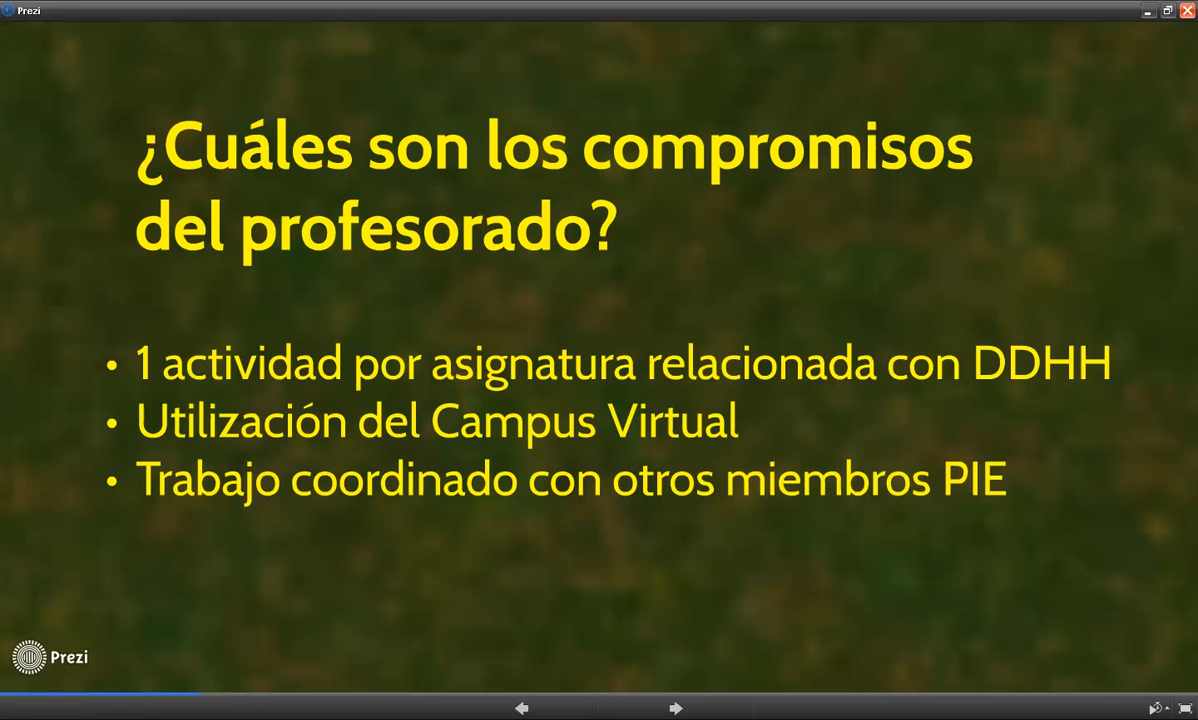 Prezi
¿Cuáles son los compromisos
del profesorado?
• 1 actividad por asignatura relacionada con DDHH
• Utilización del Campus Virtual
• Trabajo coordinado con otros miembros PIE
Prezi